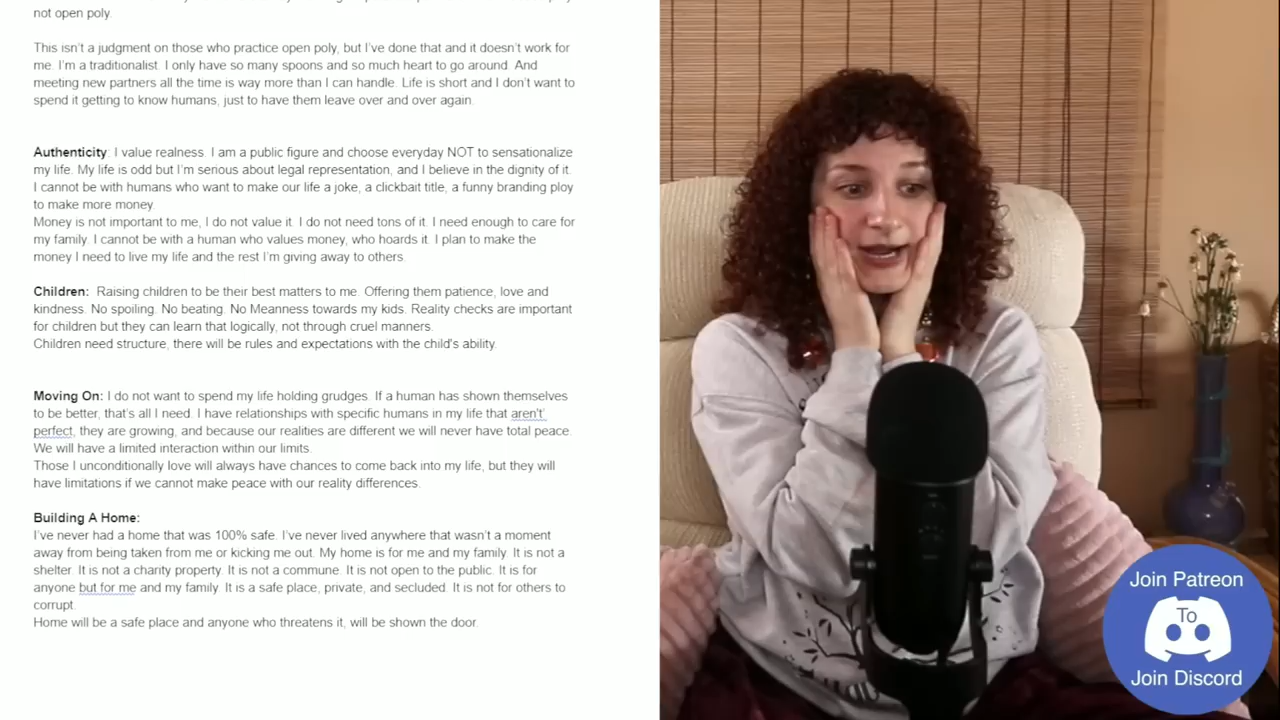 not open poly.
This isn't a judgment on those who practice open poly, but I've done that and it doesn't work for
me. I'm a traditionalist. I only have so many spoons and so much heart to go around. And
meeting new partners all the time is way more than I can handle. Life is short and I don't want to
spend it getting to know humans, just to have them leave over and over again.
Authenticity: I value realness. I am a public figure and choose everyday NOT to sensationalize
my life. My life is odd but I'm serious about legal representation, and I believe in the dignity of it.
I cannot be with humans who want to make our life a joke, a clickbait title, a funny branding ploy
to make more money.
Money is not important to me, I do not value it. I do not need tons of it. I need enough to care for
my family. I cannot be with a human who values money, who hoards it. I plan to make the
money I need to live my life and the rest I'm giving away to others.
Children: Raising children to be their best matters to me. Offering them patience, love and
kindness. No spoiling. No beating. No Meanness towards my kids. Reality checks are important
for children but they can learn that logically, not through cruel manners.
Children need structure, there will be rules and expectations with the child's ability.
Moving On: I do not want to spend my life holding grudges. If a human has shown themselves
to be better, that's all I need. I have relationships with specific humans in my life that aren't'
perfect, they are growing, and because our realities are different we will never have total peace.
We will have a limited interaction within our limits.
Those I unconditionally love will always have chances to come back into my life, but they will
have limitations if we cannot make peace with our reality differences.
Building A Home:
I've never had a home that was 100% safe. I've never lived anywhere that wasn't a moment
away from being taken from me or kicking me out. My home is for me and my family. It is not a
shelter. It is not a charity property. It is not a commune. It is not open to the public. It is for
anyone but for me and my family. It is a safe place, private, and secluded. It is not for others to
corrupt.
Home will be a safe place and anyone who threatens it, will be shown the door.
Join Patreon
To
Join Discord